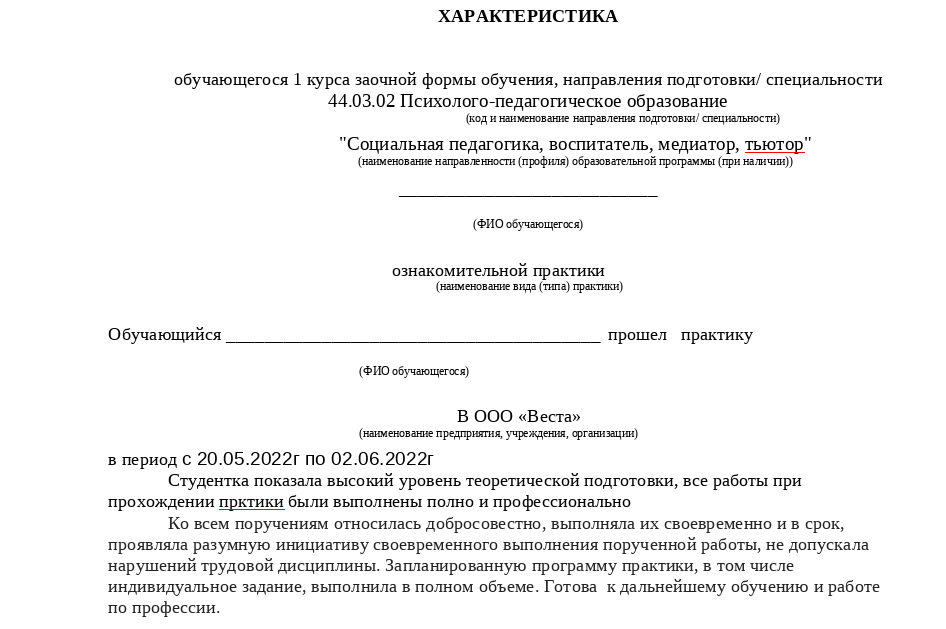 ХАРАКТЕРИСТИКА
обучающегося 1 курса заочной формы обучения, направления подготовки/ специальности
44.03.02 Психолого-педагогическое образование
(код и наименование направления подготовки/ специальности)
"Социальная педагогика, воспитатель, медиатор, тьютор"
(наименование направленности (профиля) образовательной программы (при наличии))
___________________________
(ФИО обучающегося)
ознакомительной практики
(наименование вида (типа) практики)
Обучающийся _______________________________________ прошел практику
(ФИО обучающегося)
В ООО «Веста»
(наименование предприятия, учреждения, организации)
в период с 20.05.2022г по 02.06.2022г
Студентка показала высокий уровень теоретической подготовки, все работы при
прохождении прктики были выполнены полно и профессионально
Ко всем поручениям относилась добросовестно, выполняла их своевременно и в срок,
проявляла разумную инициативу своевременного выполнения порученной работы, не допускала
нарушений трудовой дисциплины. Запланированную программу практики, в том числе
индивидуальное задание, выполнила в полном объеме. Готова к дальнейшему обучению и работе
по профессии.